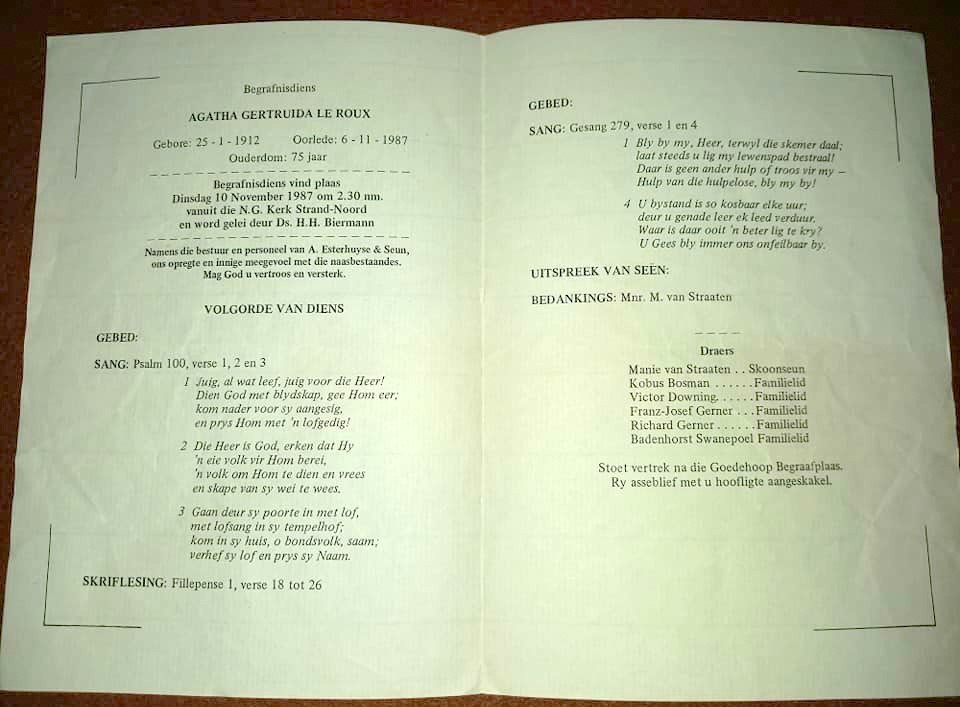 Begrafnisdiens
AGATHA GERTRUIDA LE ROUX
Gebore: 25 - 1 - 1912 Oorlede: 6 - 11 - 1987
Ouderdom: 75 jaar
Begrafnisdiens vind plaas
Dinsdag 10 November 1987 om 2.30 nm.
vanuit die N.G. Kerk Strand-Noord
en word gelei deur Ds. H.H. Biermann
Namens die bestuur en personeel van A. Esterhuyse & Seun,
ons opregte en innige meegevoel met die naasbestaandes.
Mag God u vertroos en versterk.
VOLGORDE VAN DIENS
GEBED:
SANG: Psalm 100, verse 1, 2 en 3
1 Juig, al wat leef, juig voor die Heer!
Dien God met blydskap, gee Hom eer;
kom nader voor sy aangesig,
en prys Hom met 'n lofgedig!
2 Die Heer is God, erken dat Hy
'n eie volk vir Hom berei,
'n volk om Hom te dien en vrees
en skape van sy wei te wees.
3 Gaan deur sy poorte in met lof,
met lofsang in sy tempelhof;
kom in sy huis, o bondsvolk, saam;
verhef sy lof en prys sy Naam.
SKRIFLESING: Fillepense 1, verse 18 tot 26
GEBED:
SANG: Gesang 279, verse 1 en 4
1 Bly by my, Heer, terwyl die skemer daal;
laat steeds u lig my lewenspad bestraal!
Daar is geen ander hulp of troos vir my –
Hulp van die hulpelose, bly my by!
4 U bystand is so kosbaar elke uur;
deur u genade leer ek leed verduur.
Waar is daar ooit 'n beter lig te kry?
U Gees bly immer ons onfeilbaar by.
UITSPREEK VAN SEËN:
BEDANKINGS: Mnr. M. van Straaten
Draers
Manie van Straaten . . Skoonseun
Kobus Bosman . . . . . . Familielid
Victor Downing. . . . . . Familielid
Franz-Josef Gerner . . . Familielid
Richard Gerner . . . . . . Familielid
Badenhorst Swanepoel Familielid
Stoet vertrek na die Goedehoop Begraafplaas.
Ry asseblief met u hoofligte aangeskakel.